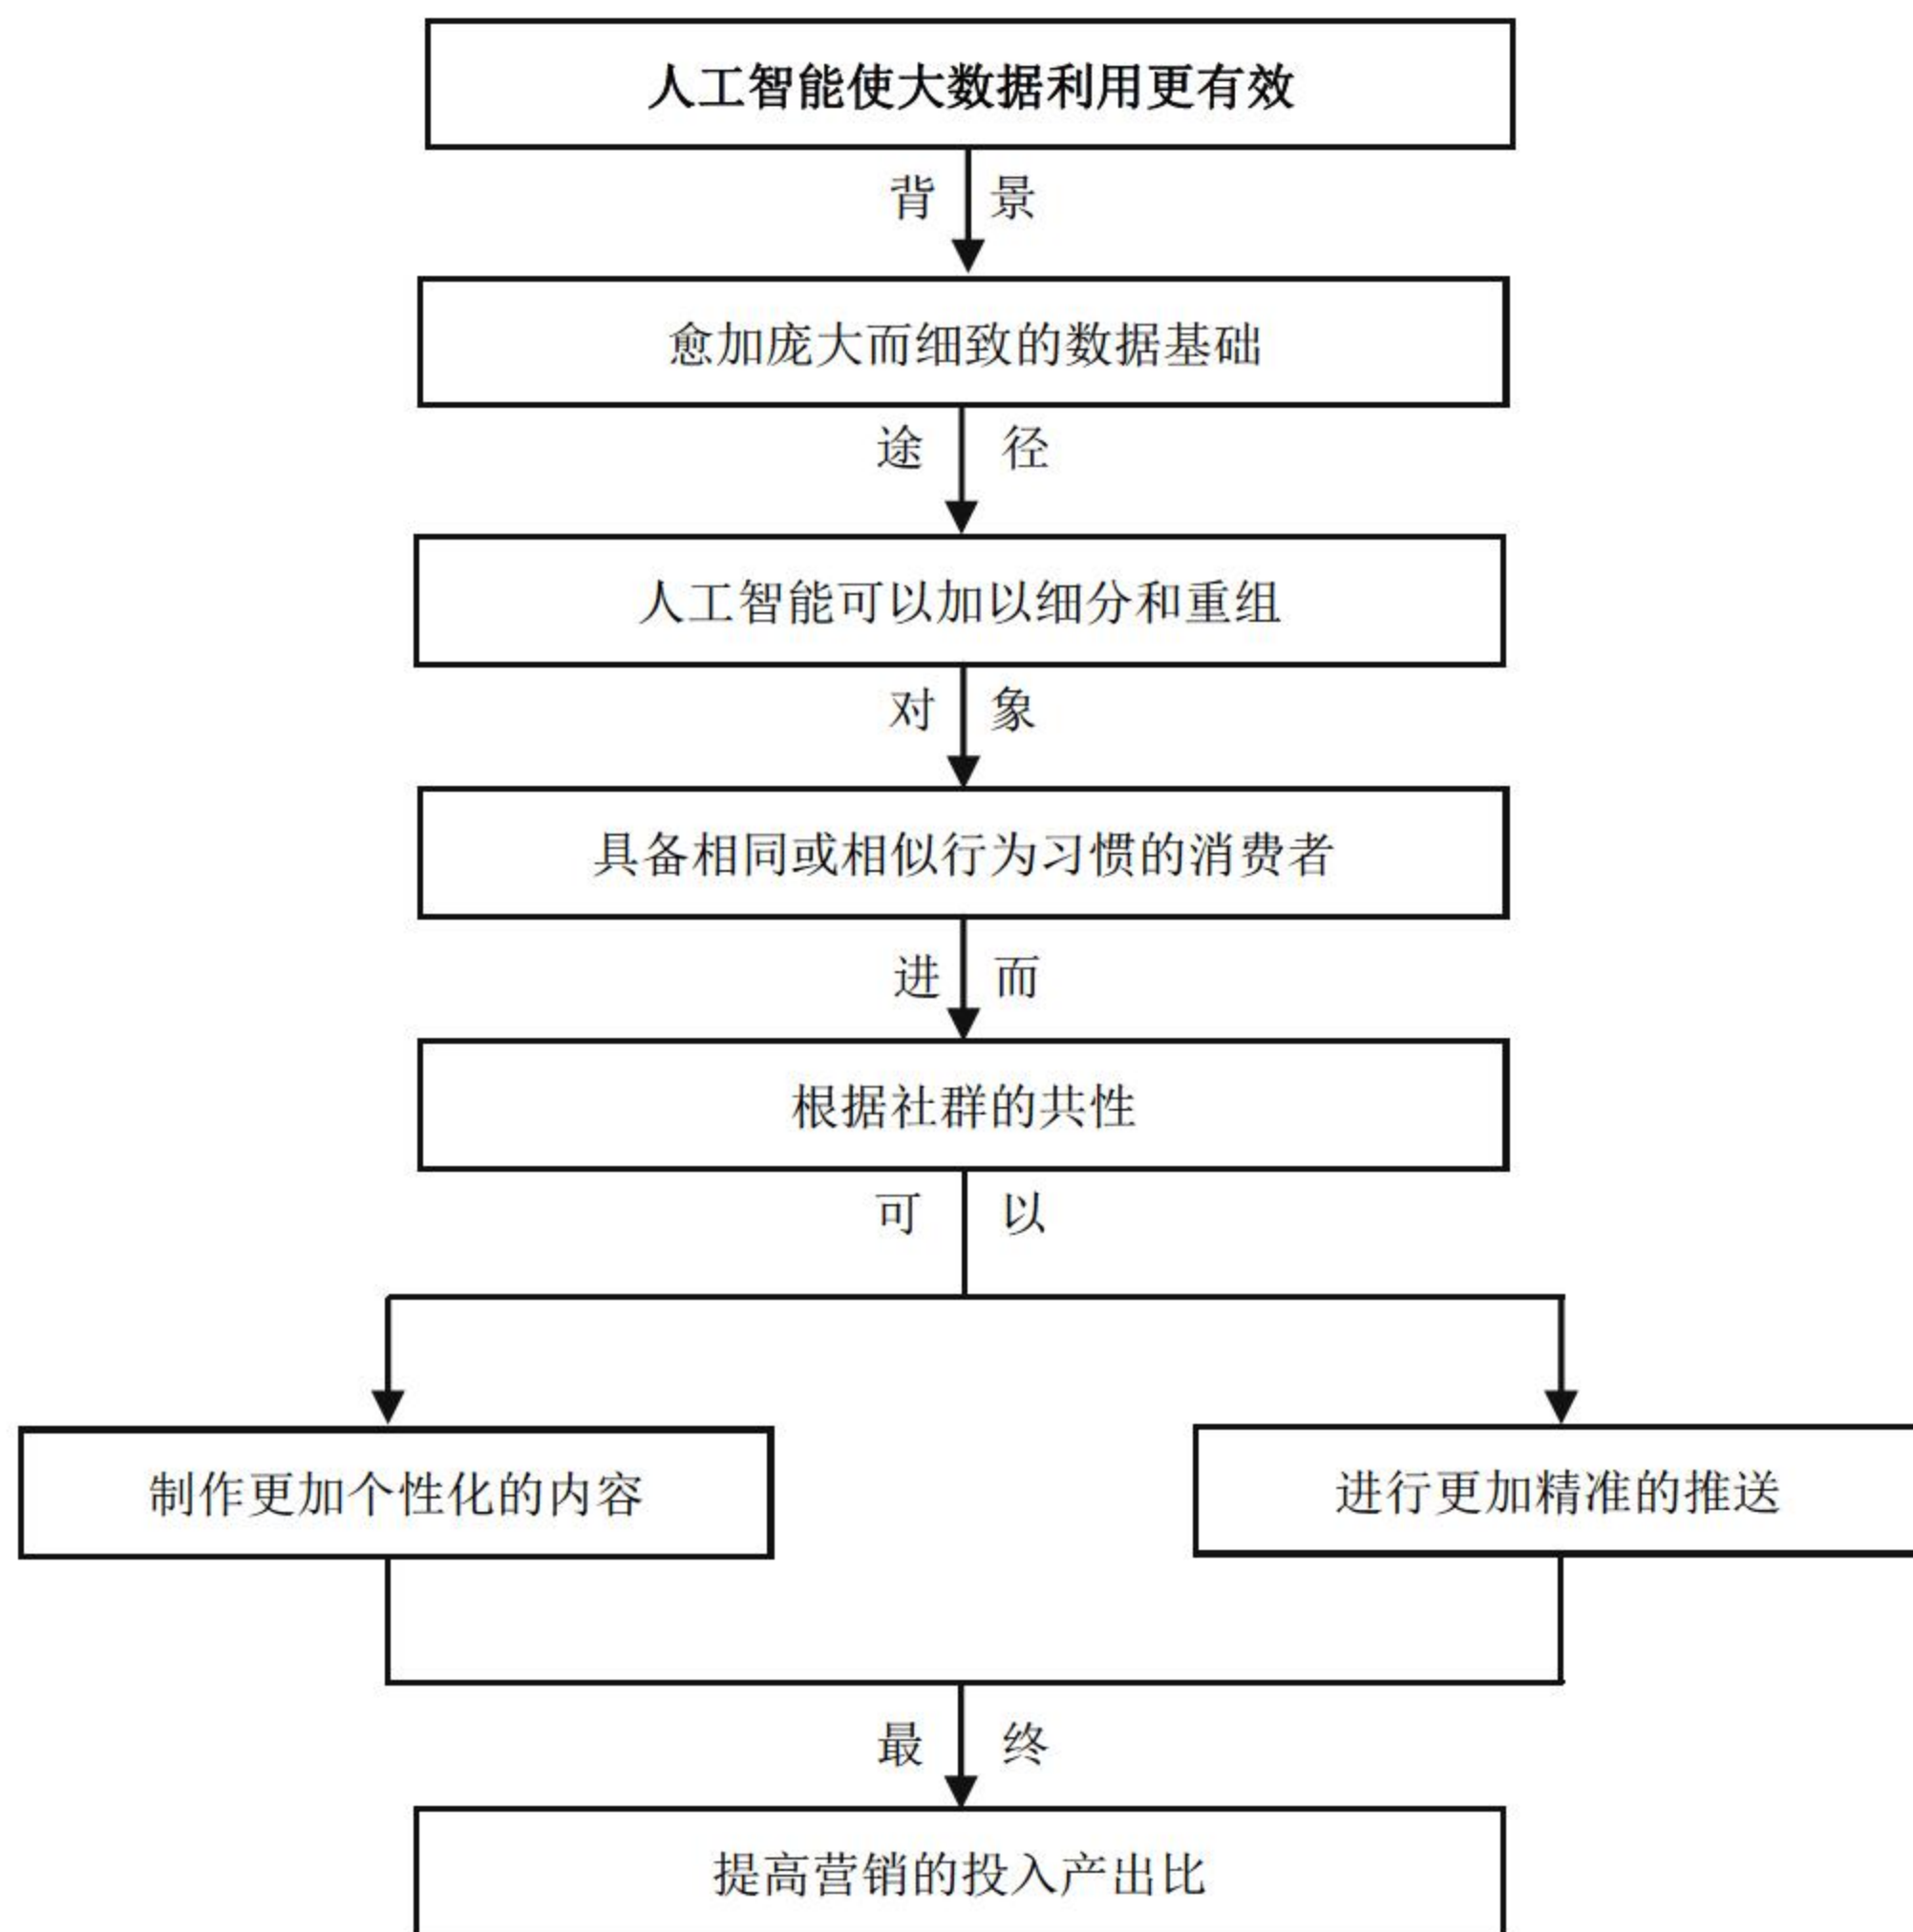 人工智能使大数据利用更有效
背景
愈加庞大而细致的数据基础
途径
人工智能可以加以细分和重组
对象
具备相同或相似行为习惯的消费者
进而
根据社群的共性
可以
制作更加个性化的内容
进行更加精准的推送
最终
提高营销的投入产出比